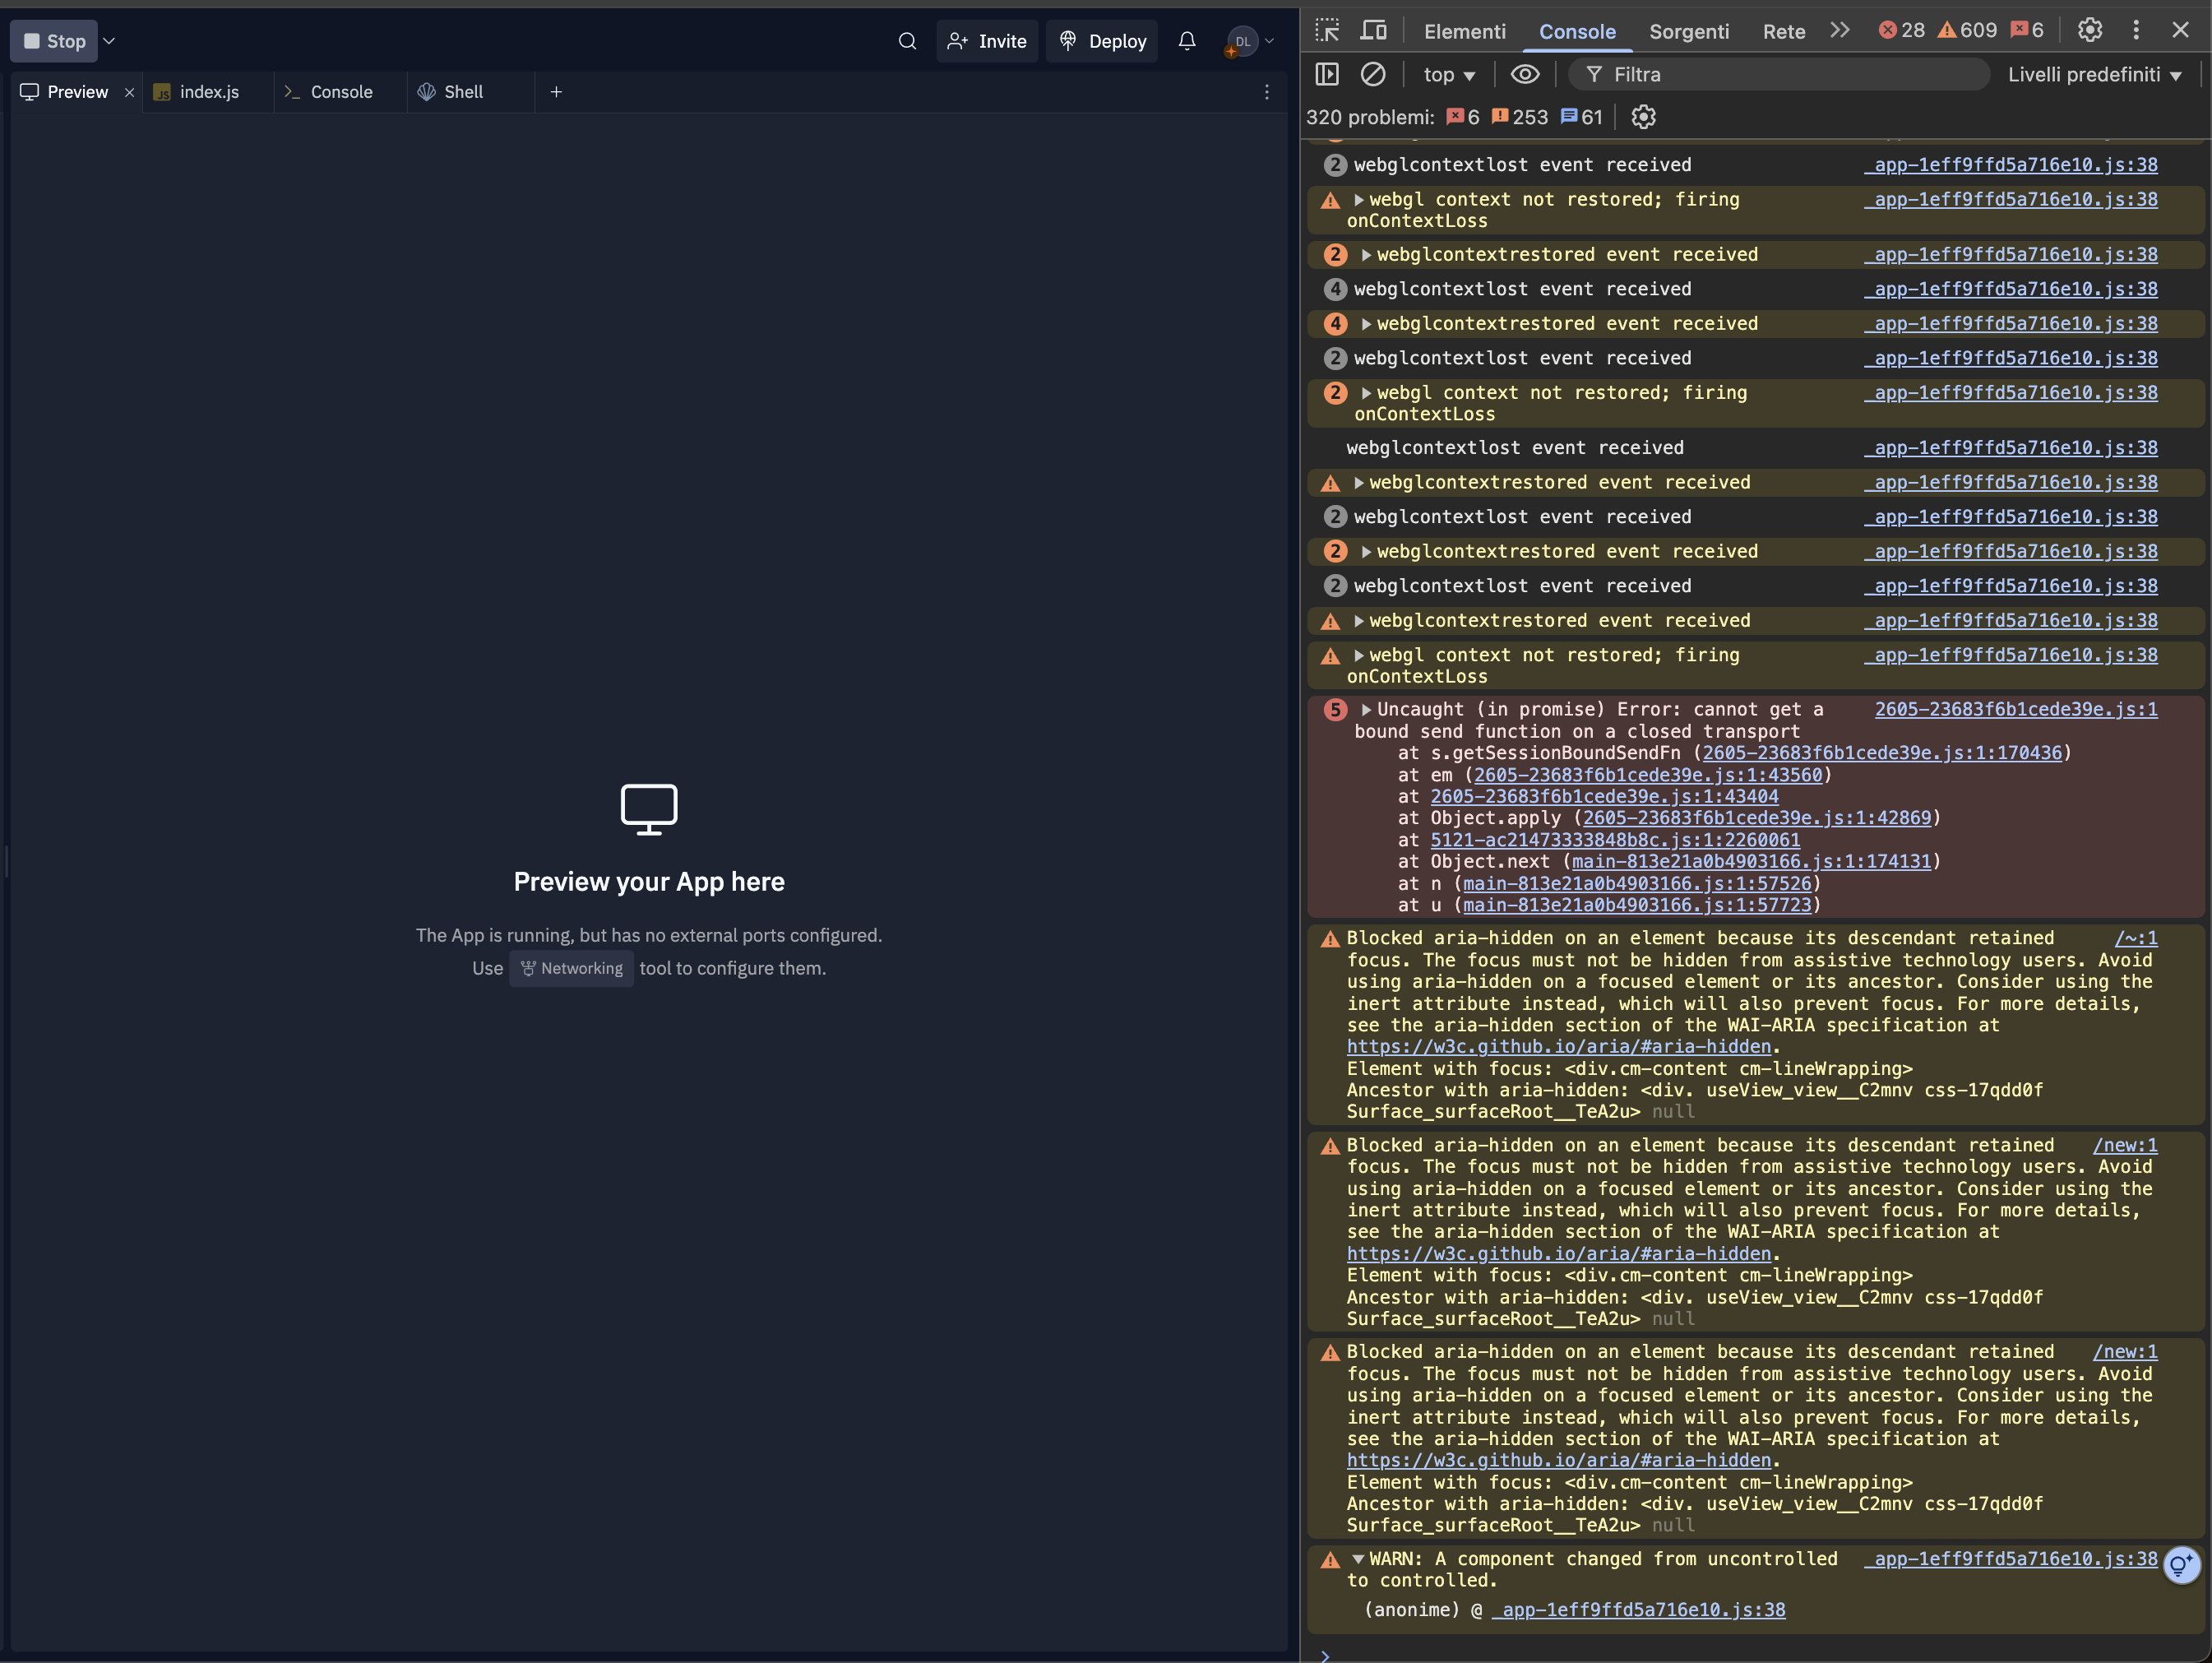 Stop
Invite
Deploy
DL
Preview
JS index.js
Console
Shell
Preview your App here
The App is running, but has no external ports configured.
Use Networking tool to configure them.
Elementi
Console
Sorgenti
Rete
28
609
6
top
Filtra
Livelli predefiniti
320 problemi: 6 253 61
2 webglcontextlost event received _app-1eff9ffd5a716e10.js:38
webgl context not restored; firing _app-1eff9ffd5a716e10.js:38
onContextLoss
2 webglcontextrestored event received _app-1eff9ffd5a716e10.js:38
4 webglcontextlost event received _app-1eff9ffd5a716e10.js:38
4 webglcontextrestored event received _app-1eff9ffd5a716e10.js:38
2 webglcontextlost event received _app-1eff9ffd5a716e10.js:38
2 webgl context not restored; firing _app-1eff9ffd5a716e10.js:38
onContextLoss
webglcontextlost event received _app-1eff9ffd5a716e10.js:38
webglcontextrestored event received _app-1eff9ffd5a716e10.js:38
2 webglcontextlost event received _app-1eff9ffd5a716e10.js:38
2 webglcontextrestored event received _app-1eff9ffd5a716e10.js:38
2 webglcontextlost event received _app-1eff9ffd5a716e10.js:38
webglcontextrestored event received _app-1eff9ffd5a716e10.js:38
webgl context not restored; firing _app-1eff9ffd5a716e10.js:38
onContextLoss
5 Uncaught (in promise) Error: cannot get a 2605-23683f6b1cede39e.js:1
bound send function on a closed transport
at s.getSessionBoundSendFn (2605-23683f6b1cede39e.js:1:170436)
at em (2605-23683f6b1cede39e.js:1:43560)
at 2605-23683f6b1cede39e.js:1:43404
at Object.apply (2605-23683f6b1cede39e.js:1:42869)
at 5121-ac21473333848b8c.js:1:2260061
at Object.next (main-813e21a0b4903166.js:1:174131)
at n (main-813e21a0b4903166.js:1:57526)
at u (main-813e21a0b4903166.js:1:57723)
Blocked aria-hidden on an element because its descendant retained /~:1
focus. The focus must not be hidden from assistive technology users. Avoid
using aria-hidden on a focused element or its ancestor. Consider using the
inert attribute instead, which will also prevent focus. For more details,
see the aria-hidden section of the WAI-ARIA specification at
https://w3c.github.io/aria/#aria-hidden.
Element with focus: <div.cm-content cm-lineWrapping>
Ancestor with aria-hidden: <div. useView_view__C2mnv css-17qdd0f
Surface_surfaceRoot__TeA2u> null
Blocked aria-hidden on an element because its descendant retained /new:1
focus. The focus must not be hidden from assistive technology users. Avoid
using aria-hidden on a focused element or its ancestor. Consider using the
inert attribute instead, which will also prevent focus. For more details,
see the aria-hidden section of the WAI-ARIA specification at
https://w3c.github.io/aria/#aria-hidden.
Element with focus: <div.cm-content cm-lineWrapping>
Ancestor with aria-hidden: <div. useView_view__C2mnv css-17qdd0f
Surface_surfaceRoot__TeA2u> null
Blocked aria-hidden on an element because its descendant retained /new:1
focus. The focus must not be hidden from assistive technology users. Avoid
using aria-hidden on a focused element or its ancestor. Consider using the
inert attribute instead, which will also prevent focus. For more details,
see the aria-hidden section of the WAI-ARIA specification at
https://w3c.github.io/aria/#aria-hidden.
Element with focus: <div.cm-content cm-lineWrapping>
Ancestor with aria-hidden: <div. useView_view__C2mnv css-17qdd0f
Surface_surfaceRoot__TeA2u> null
WARN: A component changed from uncontrolled _app-1eff9ffd5a716e10.js:38
to controlled.
(anonime) @ _app-1eff9ffd5a716e10.js:38